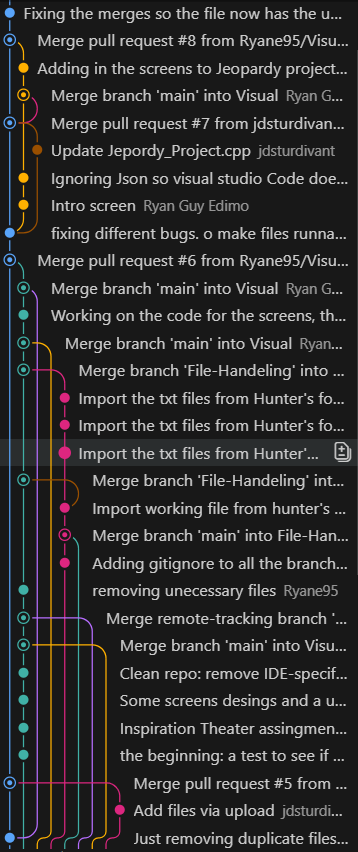 Fixing the merges so the file now has the u...
Merge pull request #8 from Ryane95/Visu...
Adding in the screens to Jeopardy project...
Merge branch 'main' into Visual Ryan G...
Merge pull request #7 from jdsturdivan...
Update Jepordy_Project.cpp jdsturdivant
Ignoring Json so visual studio Code doe...
Intro screen Ryan Guy Edimo
fixing different bugs. o make files runna...
Merge pull request #6 from Ryane95/Visu...
Merge branch 'main' into Visual Ryan G...
Working on the code for the screens, th...
Merge branch 'main' into Visual Ryan...
Merge branch 'File-Handeling' into ...
Import the txt files from Hunter's fo...
Import the txt files from Hunter's fo...
Import the txt files from Hunter'...
Merge branch 'File-Handeling' int...
Import working file from hunter's ...
Merge branch 'main' into File-Han...
Adding gitignore to all the branch...
removing unecessary files Ryane95
Merge remote-tracking branch '...
Merge branch 'main' into Visu...
Clean repo: remove IDE-specif...
Some screens desings and a u...
Inspiration Theater assingmen...
the beginning: a test to see if ...
Merge pull request #5 from ...
Add files via upload jdsturdi...
Just removing duplicate files...